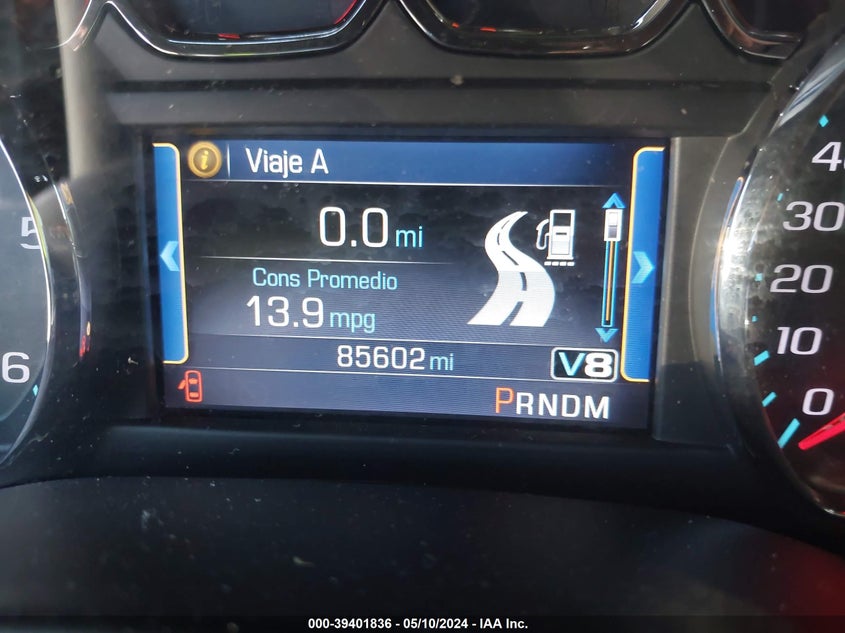 i Viaje A
0.0 mi
Cons Promedio
13.9 mpg
85602 mi V8
PRNDM
5
6
30
20
10
0
000-39401836 - 05/10/2024 - IAA Inc.